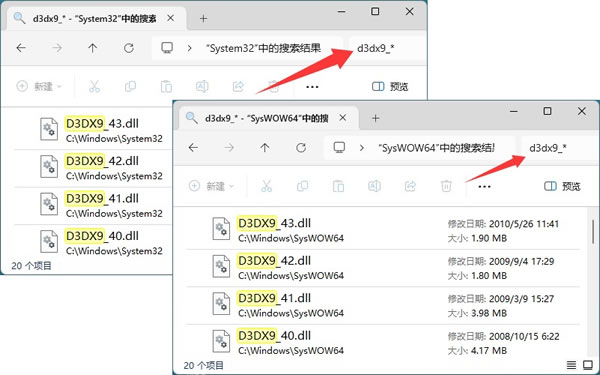 d3dx9_* - "System32"中的搜索结果
"System32"中的搜索结果
d3dx9_*
新建
预览
D3DX9_43.dll
C:\Windows\System32
D3DX9_42.dll
C:\Windows\System32
D3DX9_41.dll
C:\Windows\System32
D3DX9_40.dll
C:\Windows\System32
20 个项目
d3dx9_* - "SysWOW64"中的搜
"SysWOW64"中的搜索结
d3dx9_*
新建
预览
D3DX9_43.dll 修改日期: 2010/5/26 11:41
C:\Windows\SysWOW64 大小: 1.90 MB
D3DX9_42.dll 修改日期: 2009/9/4 17:29
C:\Windows\SysWOW64 大小: 1.80 MB
D3DX9_41.dll 修改日期: 2009/3/9 15:27
C:\Windows\SysWOW64 大小: 3.98 MB
D3DX9_40.dll 修改日期: 2008/10/15 6:22
C:\Windows\SysWOW64 大小: 4.17 MB
20 个项目